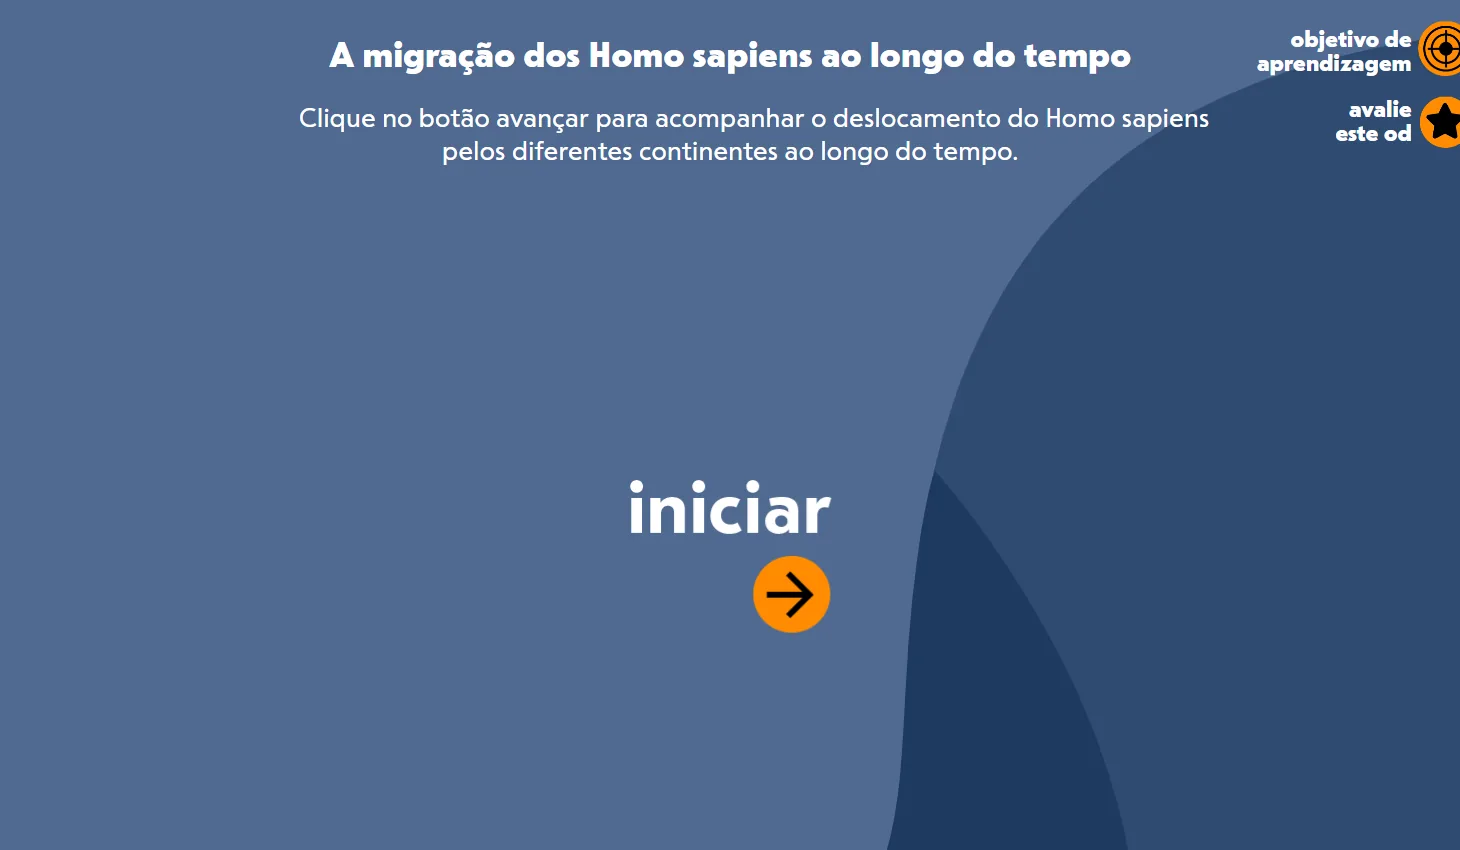 A migração dos Homo sapiens ao longo do tempo
Clique no botão avançar para acompanhar o deslocamento do Homo sapiens
pelos diferentes continentes ao longo do tempo.
objetivo de
aprendizagem
avalie
este od
iniciar